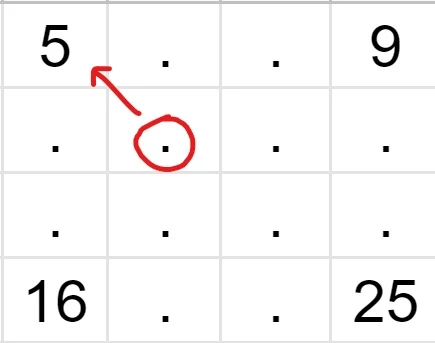 5 . . 9
. . . .
. . . .
16 . . 25